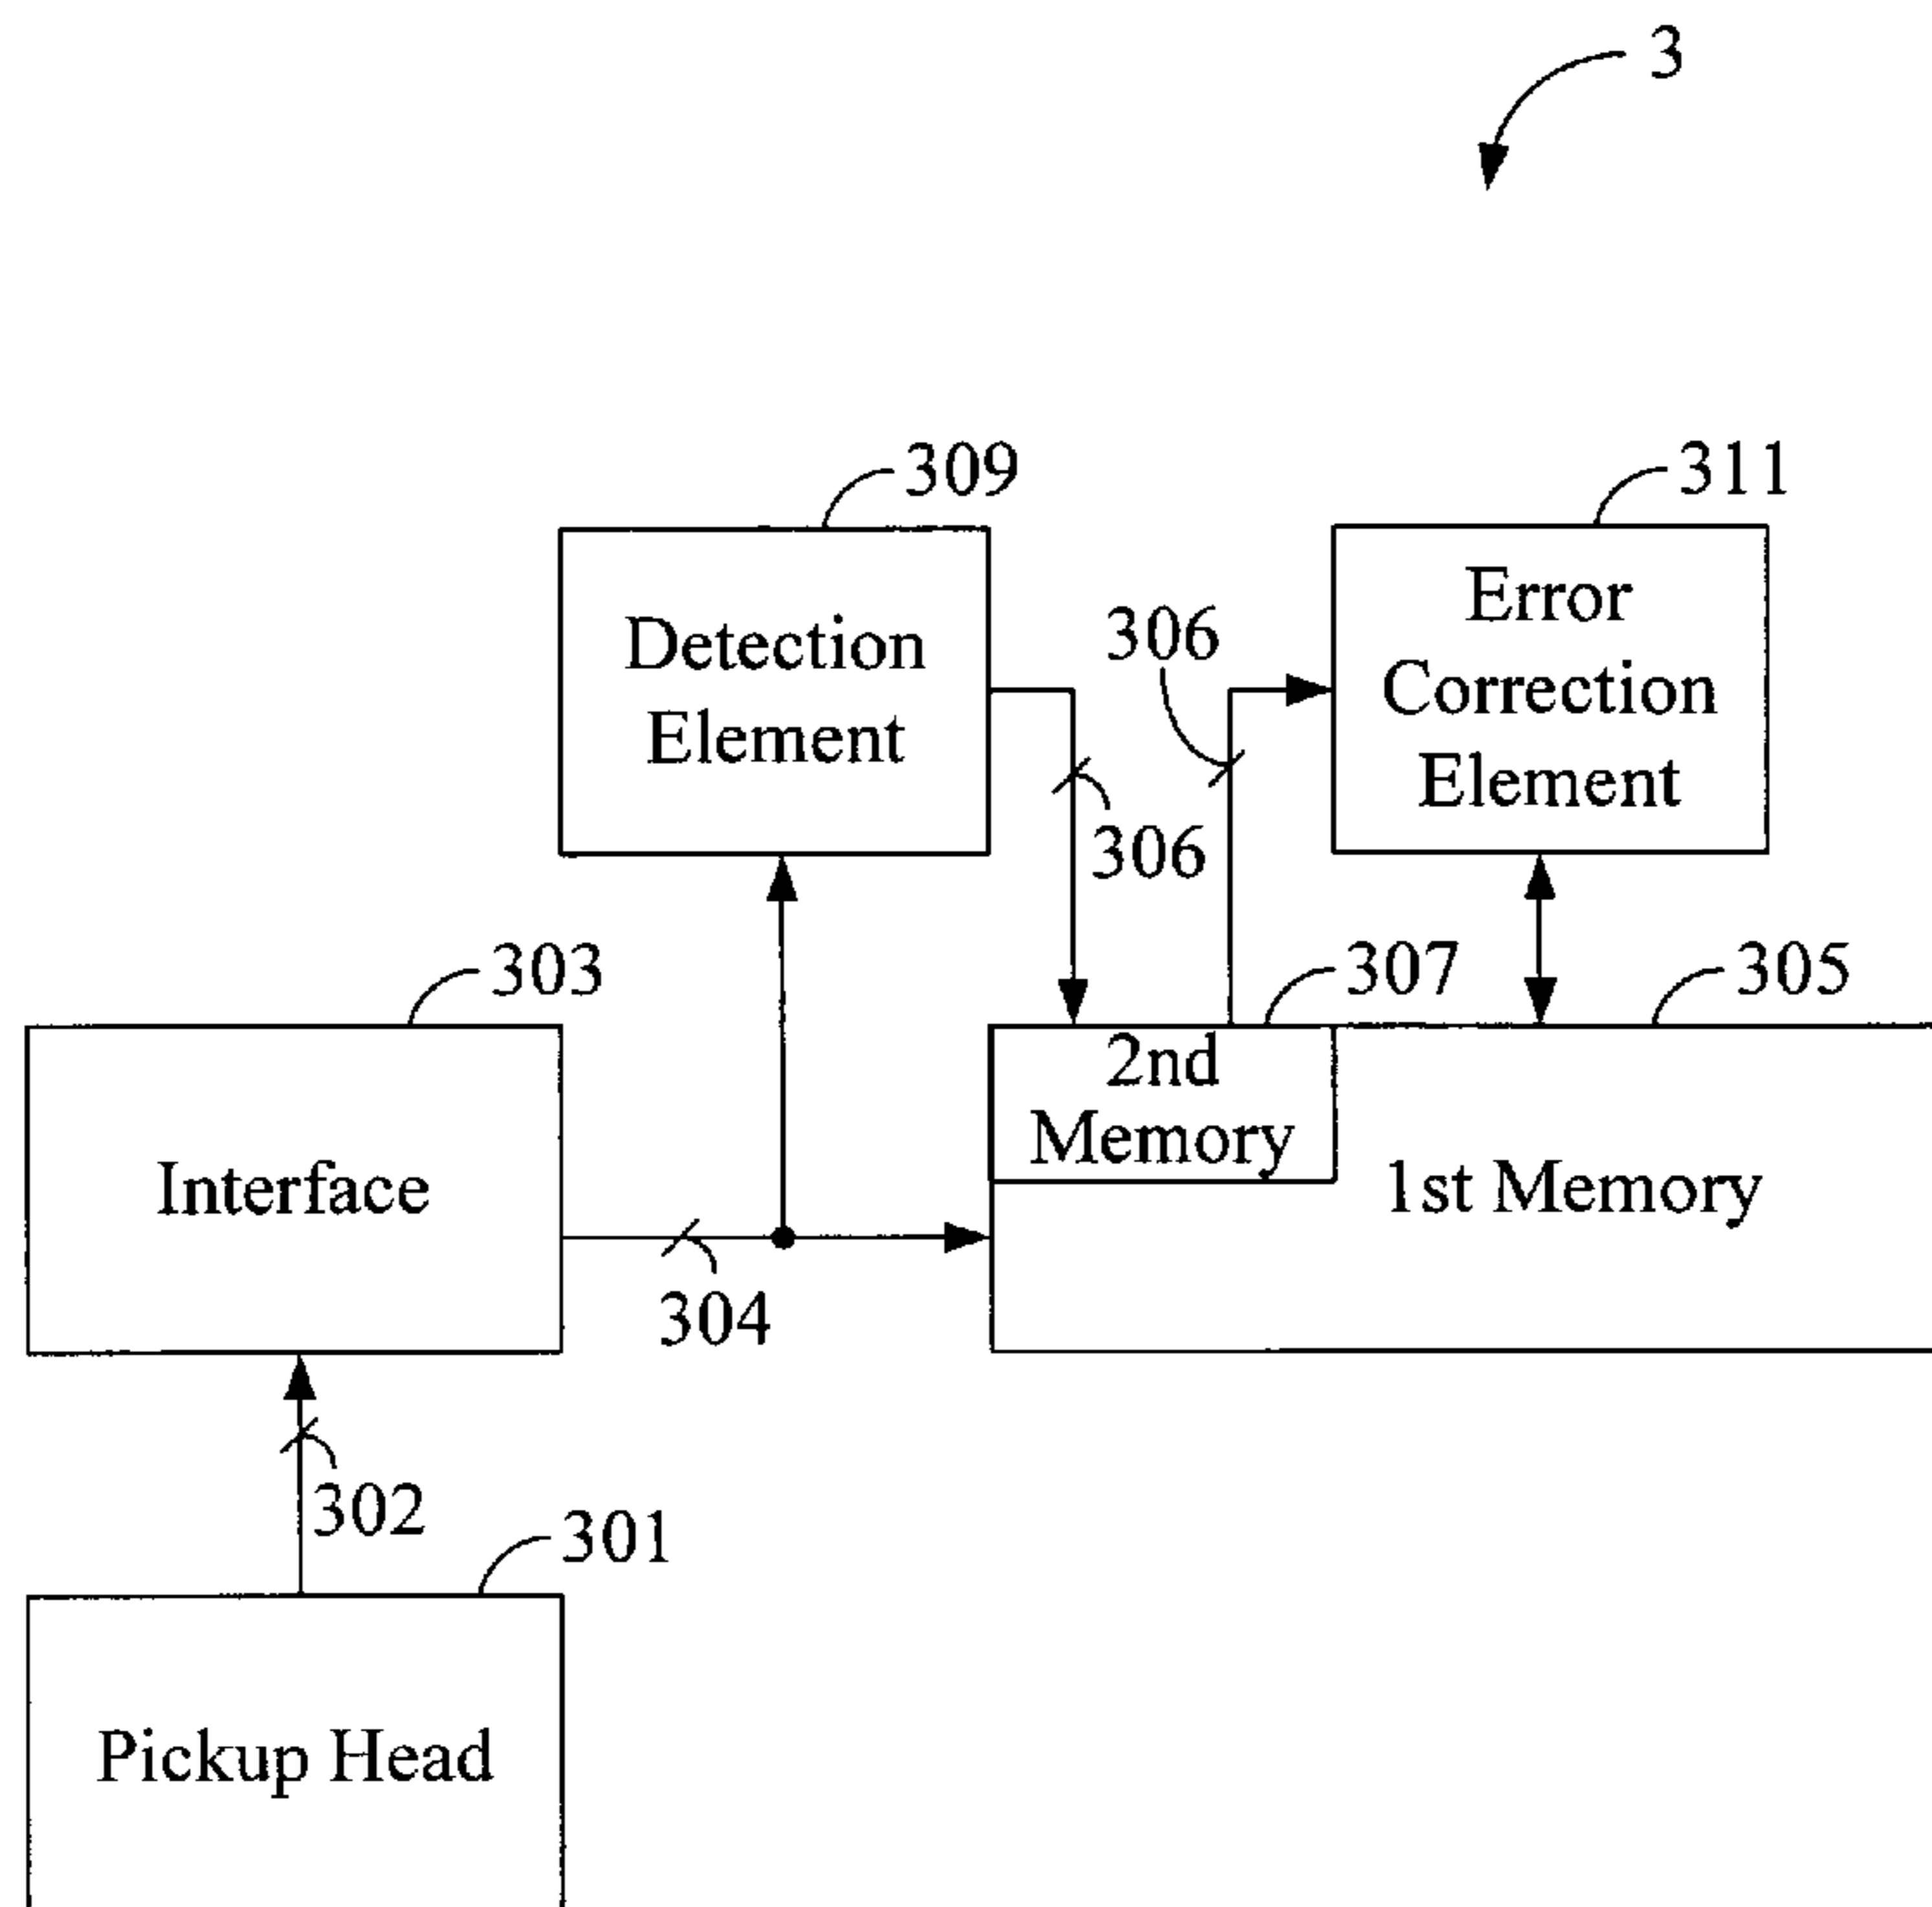 3
309
311
Detection
Element
306
Error
Correction
Element
306
303
307
305
Interface
2nd
Memory
1st Memory
304
302
301
Pickup Head